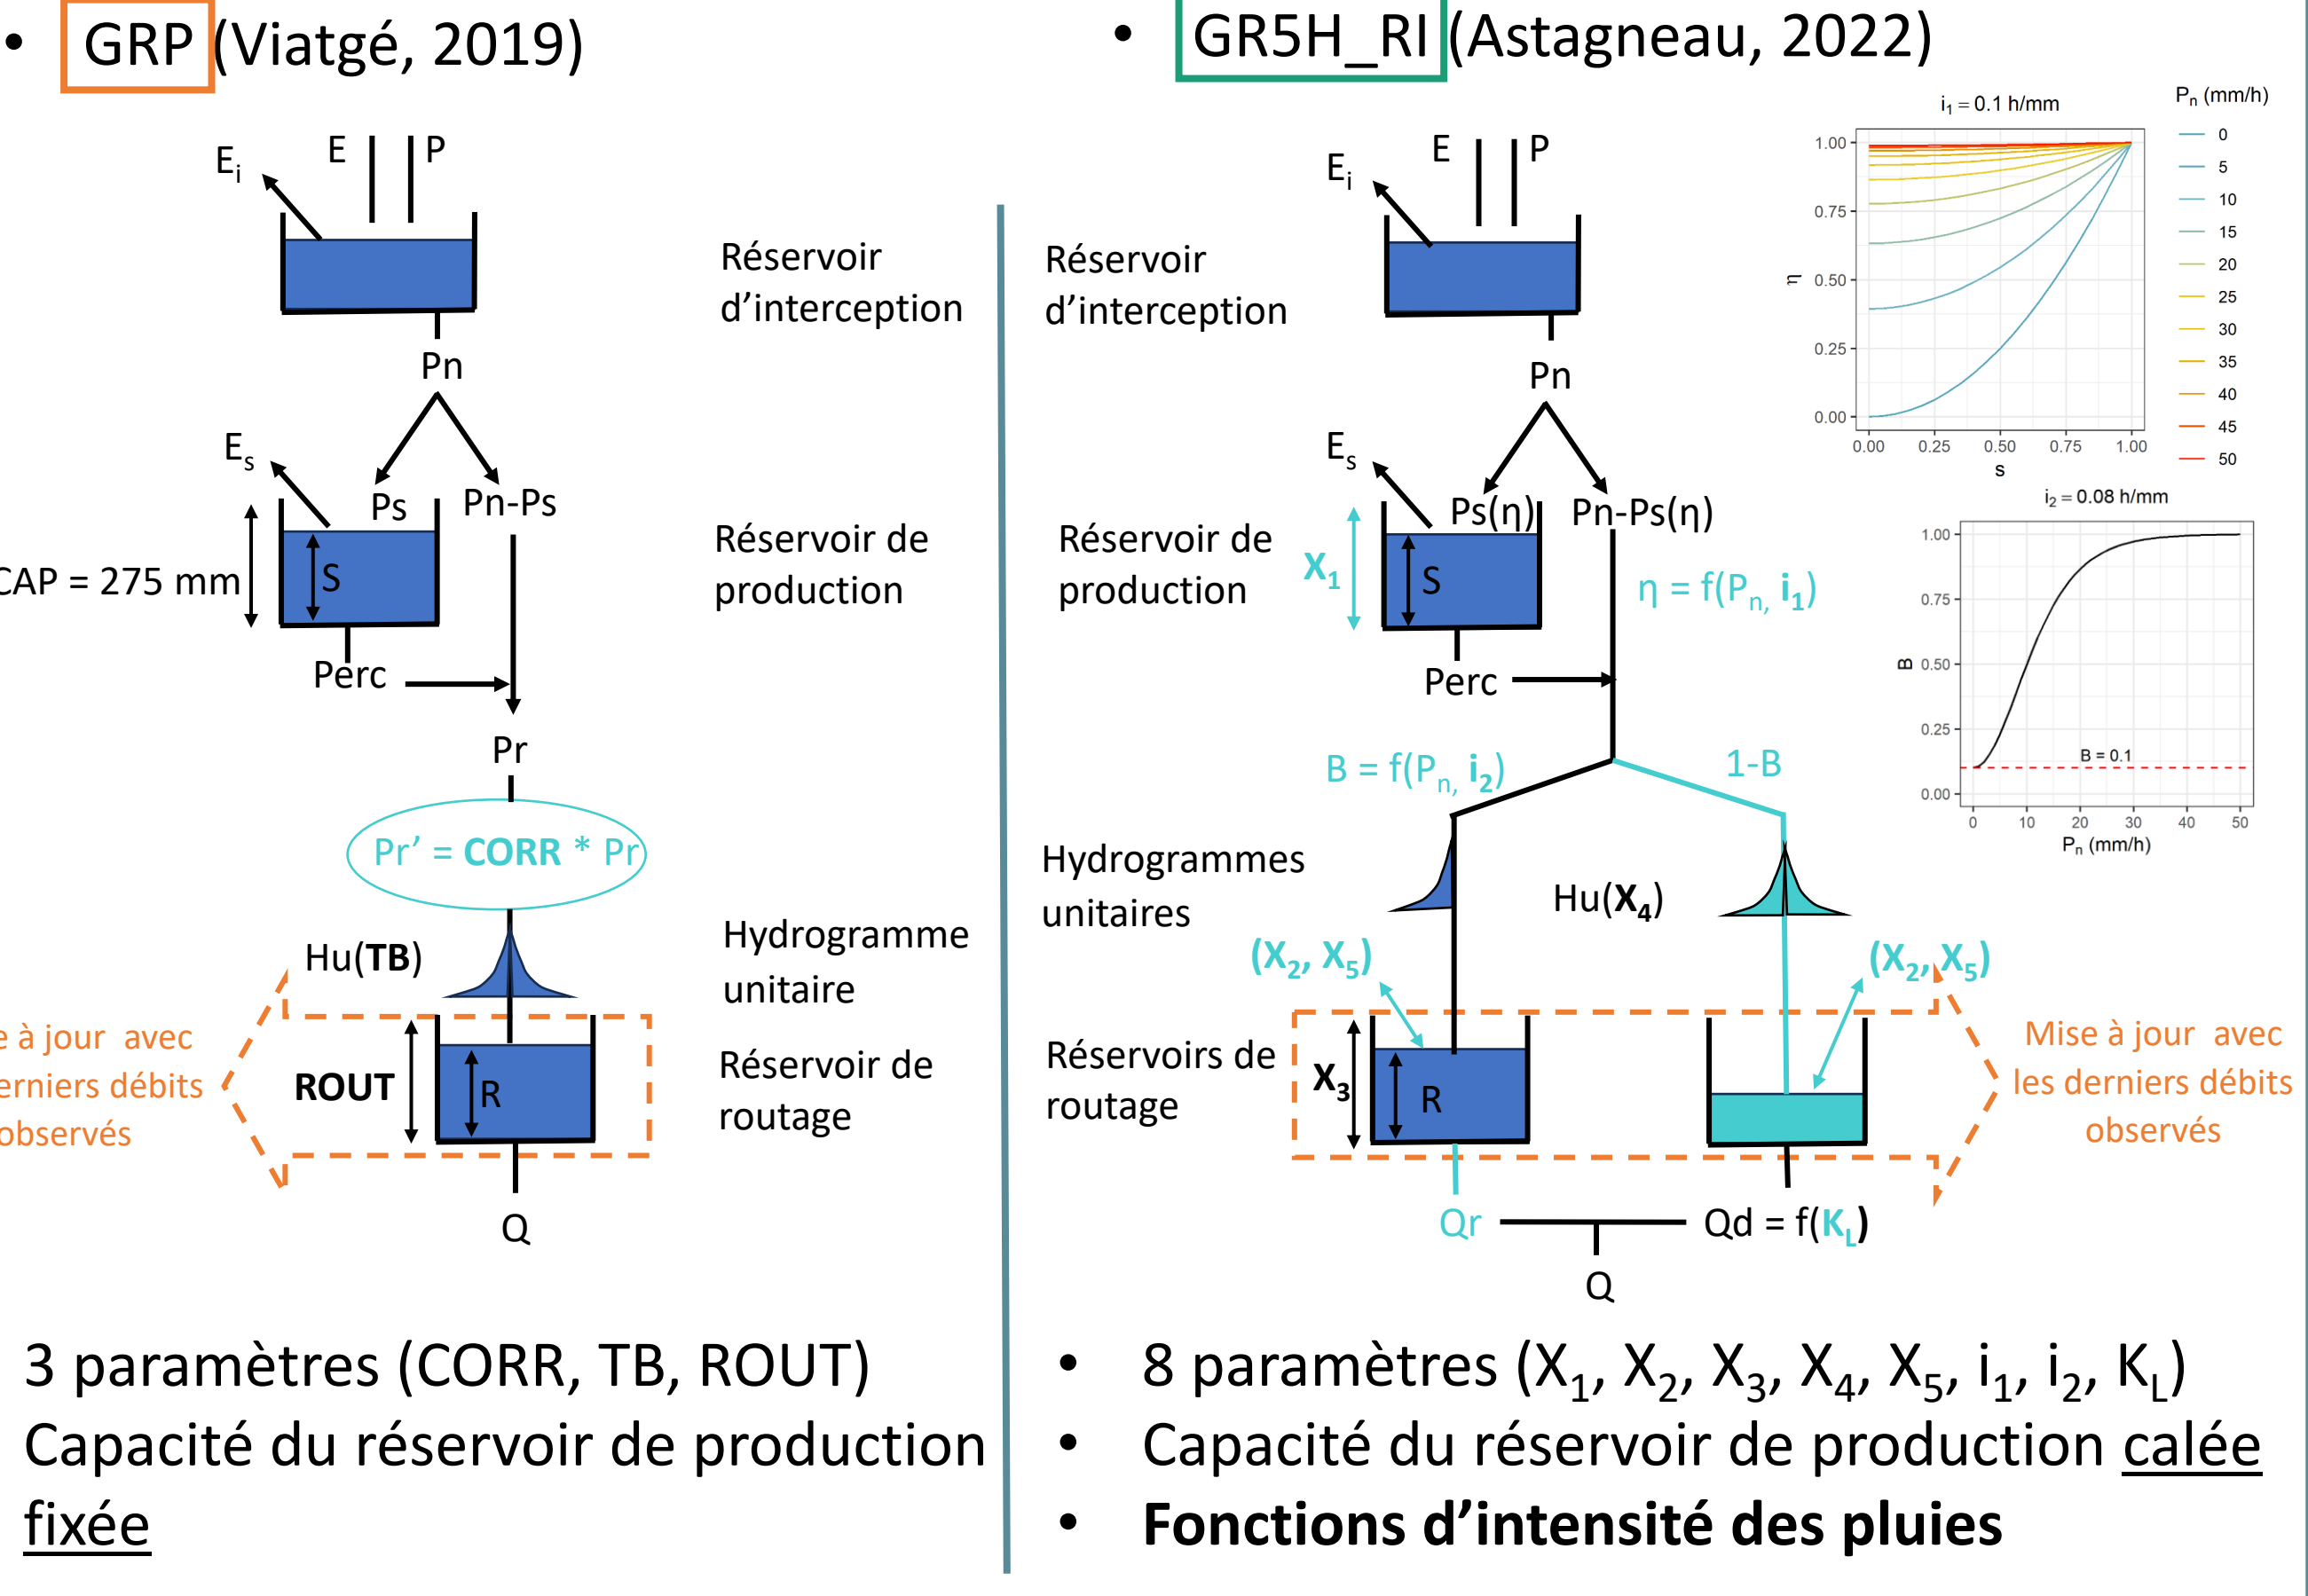 • GRP (Viatgé, 2019)
E
P
Ei
Réservoir
d’interception
Pn
Es
Ps
Pn-Ps
CAP = 275 mm
S
Réservoir de
production
Perc
Pr
Pr’ = CORR * Pr
Hu(TB)
Hydrogramme
unitaire
à jour avec
derniers débits
observés
ROUT
R
Réservoir de
routage
Q
3 paramètres (CORR, TB, ROUT)
Capacité du réservoir de production
fixée
• GR5H_RI (Astagneau, 2022)
E
P
Ei
Réservoir
d’interception
Pn
Es
Ps(η)
Pn-Ps(η)
Réservoir de
production
X1
S
η = f(Pn, i1)
Perc
B = f(Pn, i2)
1-B
Hydrogrammes
unitaires
Hu(X4)
(X2, X5)
(X2, X5)
Réservoirs de
routage
X3
R
Mise à jour avec
les derniers débits
observés
Qr
Qd = f(KL)
Q
i1 = 0.1 h/mm
1.00
0.75
0.50
0.25
0.00
η
0.00 0.25 0.50 0.75 1.00
s
Pn (mm/h)
0
5
10
15
20
25
30
35
40
45
50
i2 = 0.08 h/mm
1.00
0.75
0.50
0.25
0.00
B
B = 0.1
0 10 20 30 40 50
Pn (mm/h)
• 8 paramètres (X1, X2, X3, X4, X5, i1, i2, KL)
• Capacité du réservoir de production calée
• Fonctions d’intensité des pluies